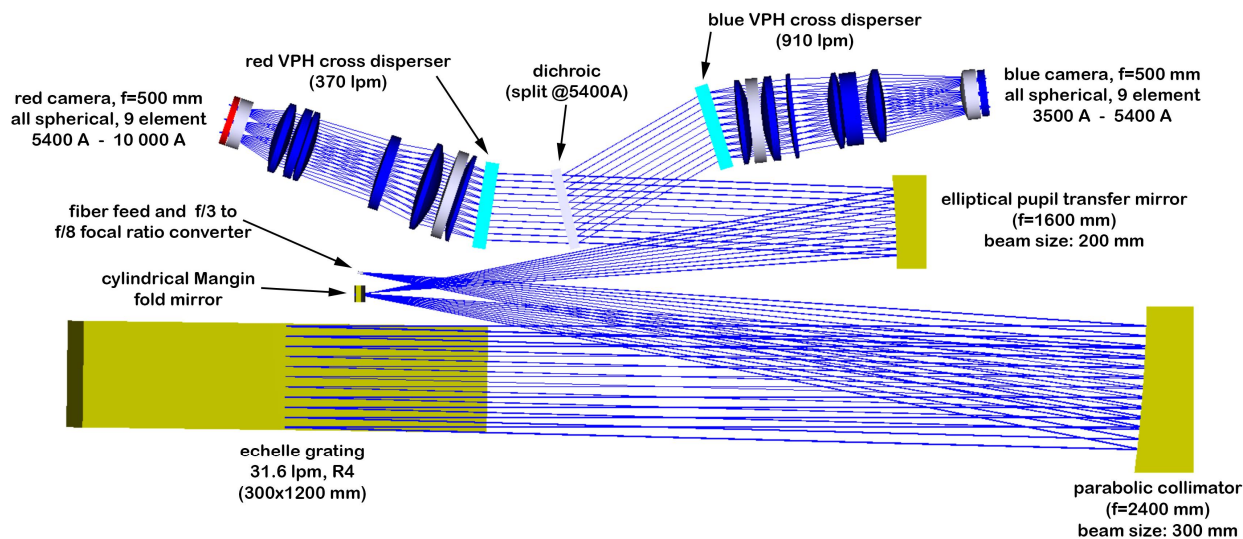 blue VPH cross disperser
(910 lpm)
red VPH cross disperser
(370 lpm)
dichroic
(split @5400A)
red camera, f=500 mm
all spherical, 9 element
5400 A - 10 000 A
blue camera, f=500 mm
all spherical, 9 element
3500 A - 5400 A
fiber feed and f/3 to
f/8 focal ratio converter
elliptical pupil transfer mirror
(f=1600 mm)
beam size: 200 mm
cylindrical Mangin
fold mirror
echelle grating
31.6 lpm, R4
(300x1200 mm)
parabolic collimator
(f=2400 mm)
beam size: 300 mm